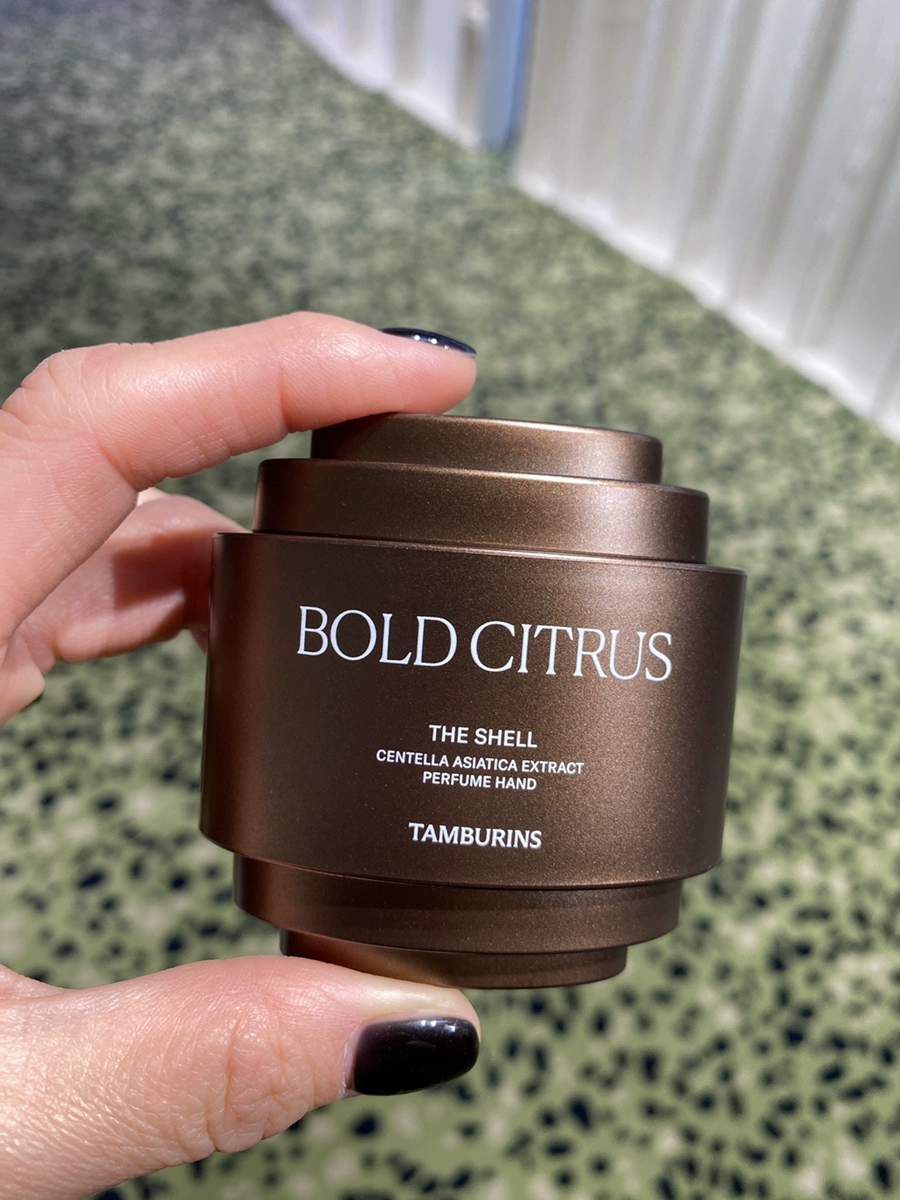 BOLD CITRUS
THE SHELL
CENTELLA ASIATICA EXTRACT
PERFUME HAND
TAMBURINS